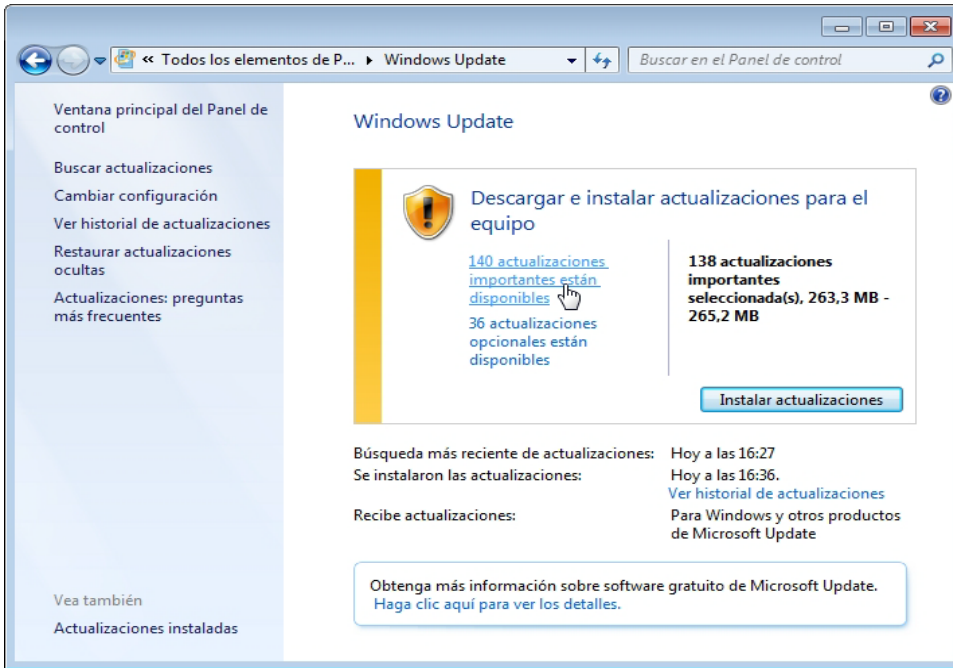 « Todos los elementos de P... ▸ Windows Update
Buscar en el Panel de control
Ventana principal del Panel de
control
Buscar actualizaciones
Cambiar configuración
Ver historial de actualizaciones
Restaurar actualizaciones
ocultas
Actualizaciones: preguntas
más frecuentes
Vea también
Actualizaciones instaladas
Windows Update
Descargar e instalar actualizaciones para el
equipo
140 actualizaciones
importantes están
disponibles
36 actualizaciones
opcionales están
disponibles
138 actualizaciones
importantes
seleccionada(s), 263,3 MB -
265,2 MB
Instalar actualizaciones
Búsqueda más reciente de actualizaciones: Hoy a las 16:27
Se instalaron las actualizaciones: Hoy a las 16:36.
Ver historial de actualizaciones
Recibe actualizaciones: Para Windows y otros productos
de Microsoft Update
Obtenga más información sobre software gratuito de Microsoft Update.
Haga clic aquí para ver los detalles.